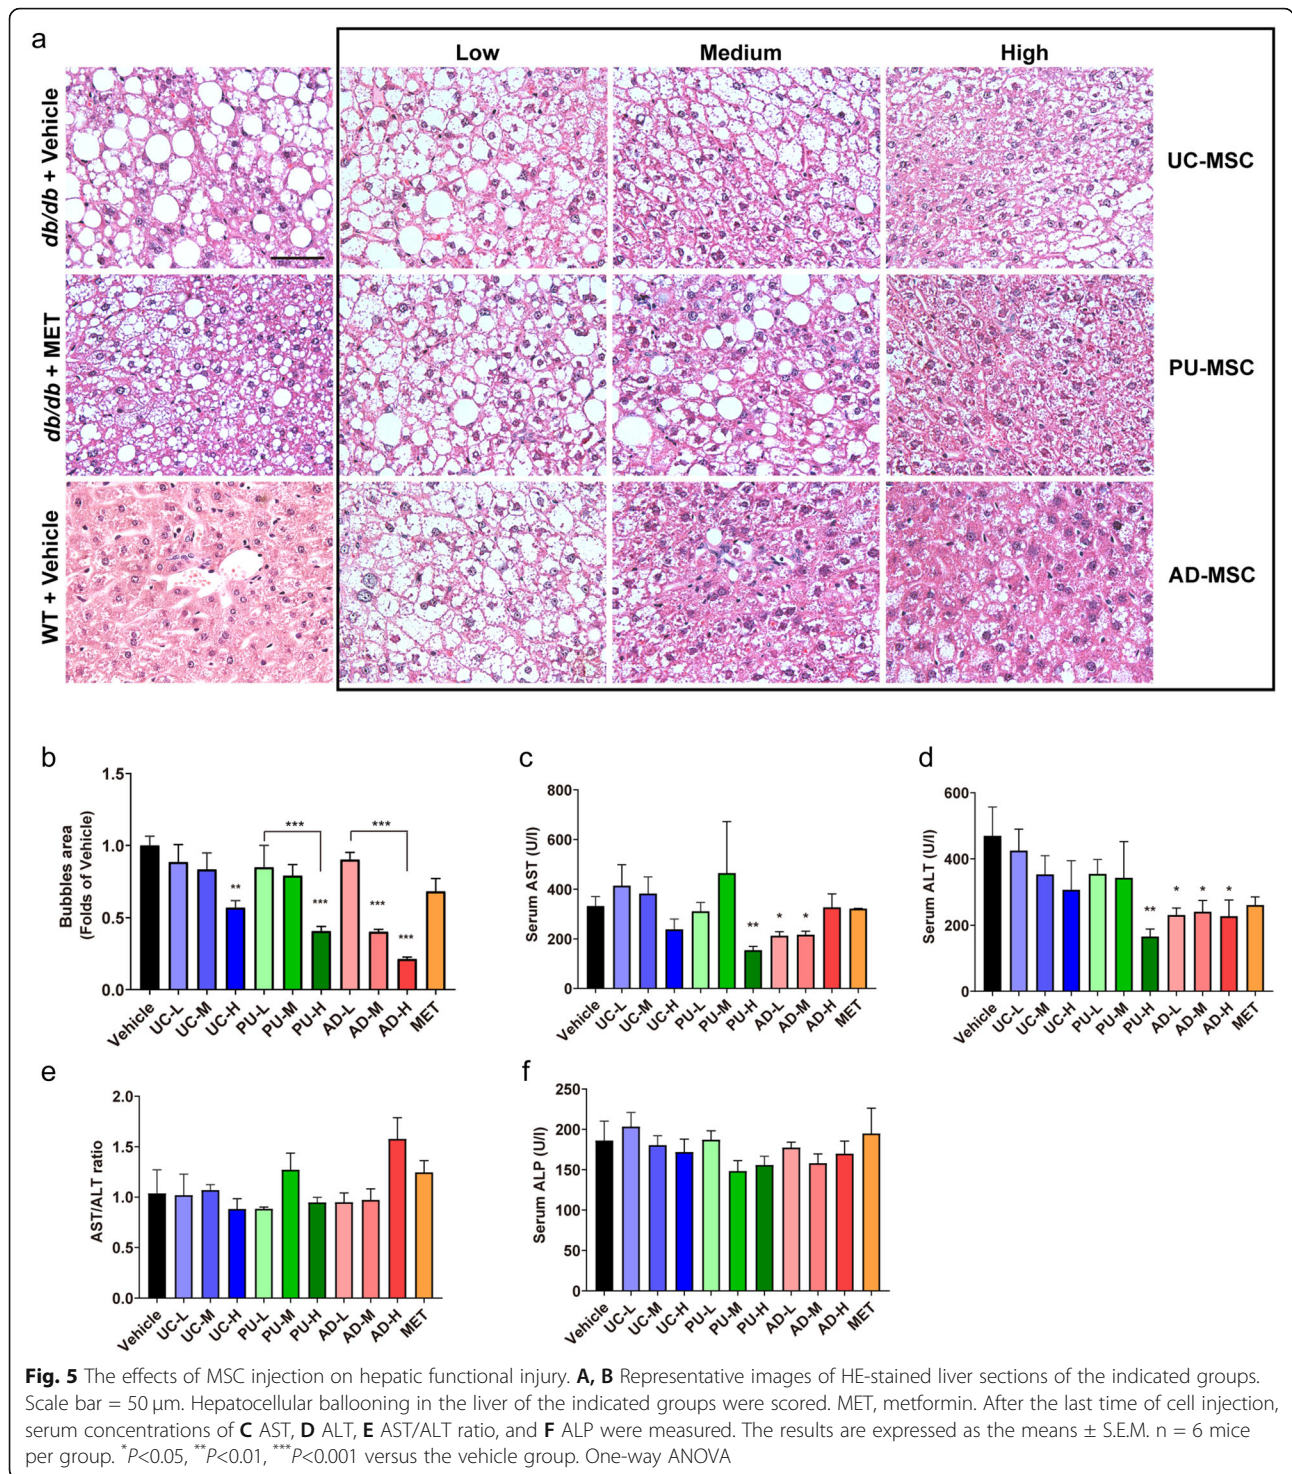 a
Low
Medium
High
db/db + Vehicle
UC-MSC
db/db + MET
PU-MSC
WT + Vehicle
AD-MSC
b
Bubbles area
(Folds of Vehicle)
1.5
1.0
0.5
0.0
**
***
***
***
***
***
Vehicle
UC-L
UC-M
UC-H
PU-L
PU-M
PU-H
AD-L
AD-M
AD-H
MET
c
Serum AST (U/l)
800
600
400
200
0
**
*
*
Vehicle
UC-L
UC-M
UC-H
PU-L
PU-M
PU-H
AD-L
AD-M
AD-H
MET
d
Serum ALT (U/l)
600
400
200
0
**
*
*
*
Vehicle
UC-L
UC-M
UC-H
PU-L
PU-M
PU-H
AD-L
AD-M
AD-H
MET
e
AST/ALT ratio
2.0
1.5
1.0
0.5
0.0
Vehicle
UC-L
UC-M
UC-H
PU-L
PU-M
PU-H
AD-L
AD-M
AD-H
MET
f
Serum ALP (U/l)
250
200
150
100
50
0
Vehicle
UC-L
UC-M
UC-H
PU-L
PU-M
PU-H
AD-L
AD-M
AD-H
MET
Fig. 5 The effects of MSC injection on hepatic functional injury. A, B Representative images of HE-stained liver sections of the indicated groups.
Scale bar = 50 μm. Hepatocellular ballooning in the liver of the indicated groups were scored. MET, metformin. After the last time of cell injection,
serum concentrations of C AST, D ALT, E AST/ALT ratio, and F ALP were measured. The results are expressed as the means ± S.E.M. n = 6 mice
per group. *P<0.05, **P<0.01, ***P<0.001 versus the vehicle group. One-way ANOVA